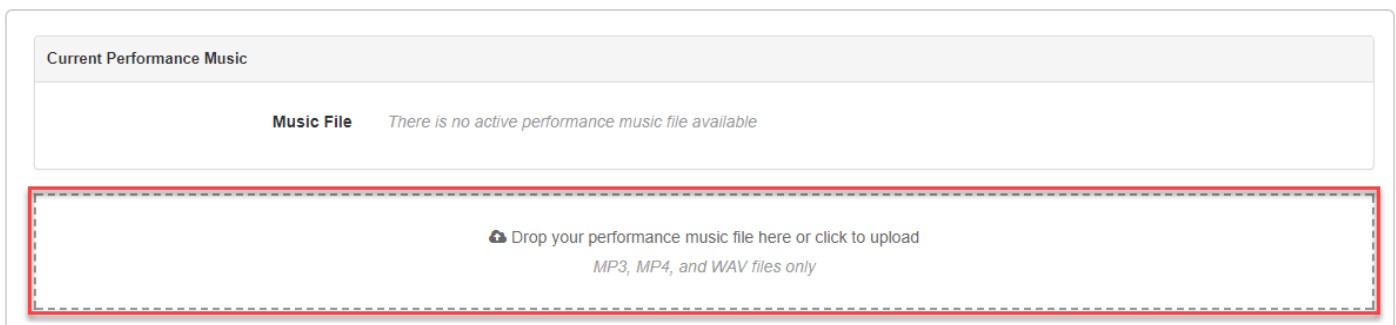 Current Performance Music
Music File There is no active performance music file available
Drop your performance music file here or click to upload
MP3, MP4, and WAV files only